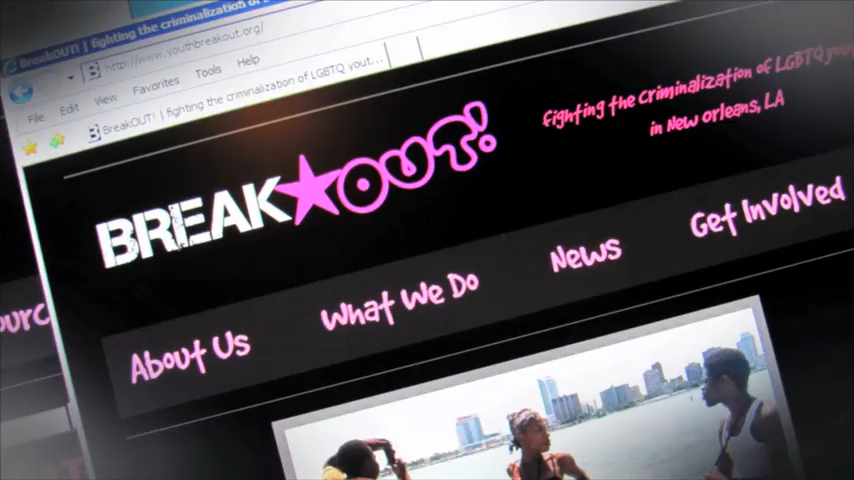 BreakOUT! | fighting the criminalization of
http://www.youthbreakout.org/
File Edit View Favorites Tools Help
BreakOUT! | fighting the criminalization of LGBTQ yout...
BREAK★OUT!
Fighting the Criminalization of LGBTQ
in New Orleans, LA
About Us What We Do News Get Involved